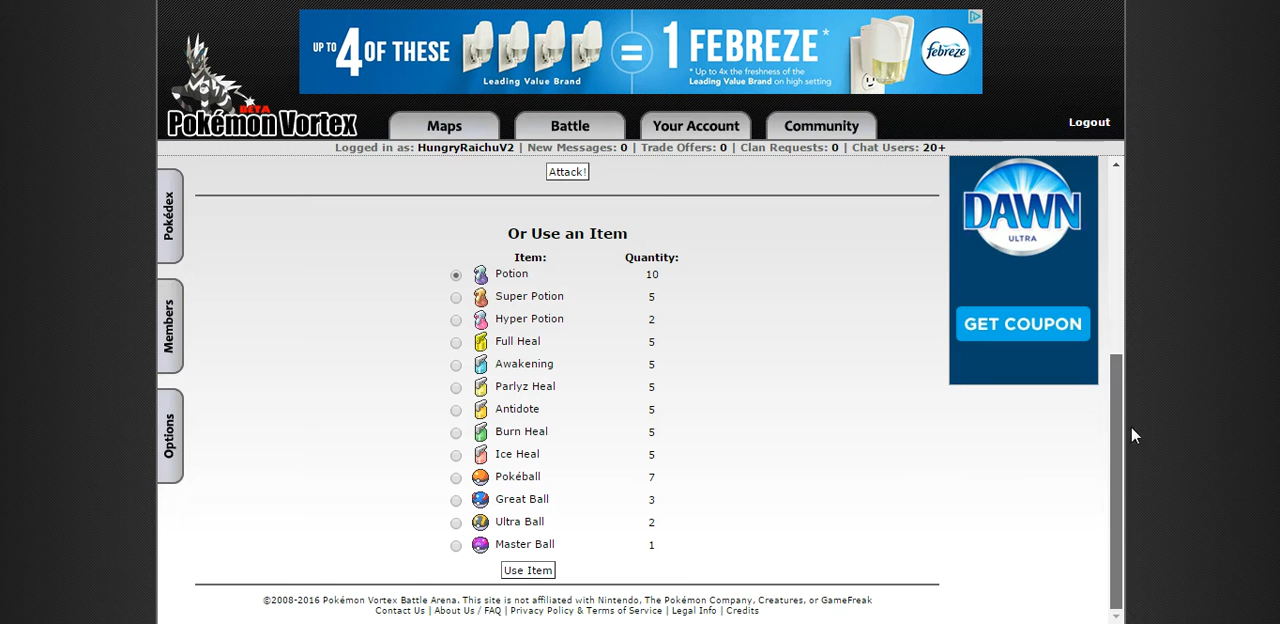 UP TO 4 OF THESE = 1 FEBREZE*
Leading Value Brand
* Up to 4x the freshness of the
Leading Value Brand on high setting
febreze
BETA
Pokémon Vortex
Maps Battle Your Account Community Logout
Logged in as: HungryRaichuV2 | New Messages: 0 | Trade Offers: 0 | Clan Requests: 0 | Chat Users: 20+
Pokédex
Members
Options
Attack!
DAWN
ULTRA
GET COUPON
Or Use an Item
Item: Quantity:
Potion 10
Super Potion 5
Hyper Potion 2
Full Heal 5
Awakening 5
Parlyz Heal 5
Antidote 5
Burn Heal 5
Ice Heal 5
Pokéball 7
Great Ball 3
Ultra Ball 2
Master Ball 1
Use Item
©2008-2016 Pokémon Vortex Battle Arena. This site is not affiliated with Nintendo, The Pokémon Company, Creatures, or GameFreak
Contact Us | About Us / FAQ | Privacy Policy & Terms of Service | Legal Info | Credits